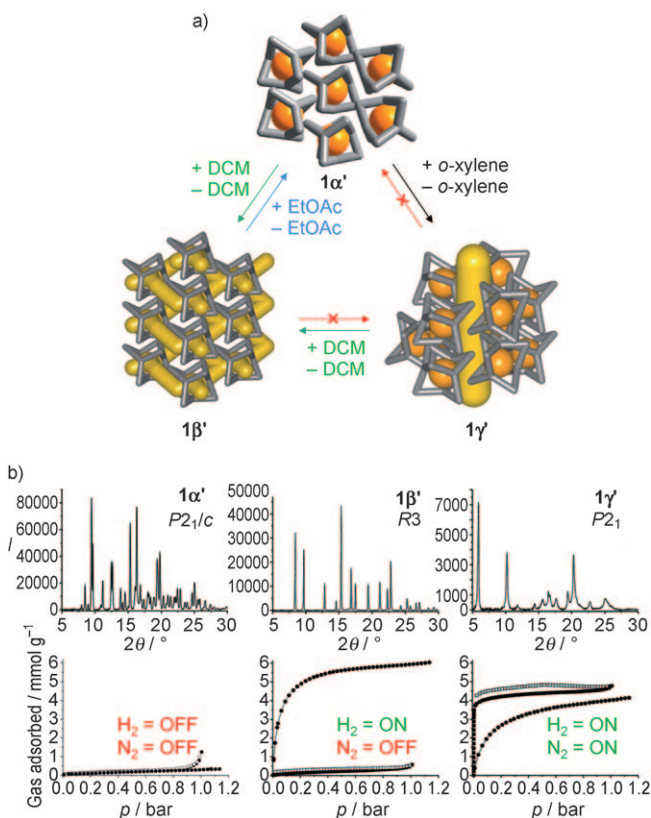 a)
1α'
+ DCM
– DCM
+ EtOAc
– EtOAc
+ o-xylene
– o-xylene
+ DCM
– DCM
1β'
1γ'
b)
80000
60000
40000
20000
0
I
1α'
P2₁/c
5 10 15 20 25 30
2θ / °
50000
40000
30000
20000
10000
0
1β'
R3
5 10 15 20 25 30
2θ / °
7000
5000
3000
1000
0
1γ'
P2₁
5 10 15 20 25 30
2θ / °
Gas adsorbed / mmol g⁻¹
6
5
4
3
2
1
0
H₂ = OFF
N₂ = OFF
0.0 0.2 0.4 0.6 0.8 1.0 1.2
p / bar
6
5
4
3
2
1
0
H₂ = ON
N₂ = OFF
0.0 0.2 0.4 0.6 0.8 1.0 1.2
p / bar
6
5
4
3
2
1
0
H₂ = ON
N₂ = ON
0.0 0.2 0.4 0.6 0.8 1.0 1.2
p / bar